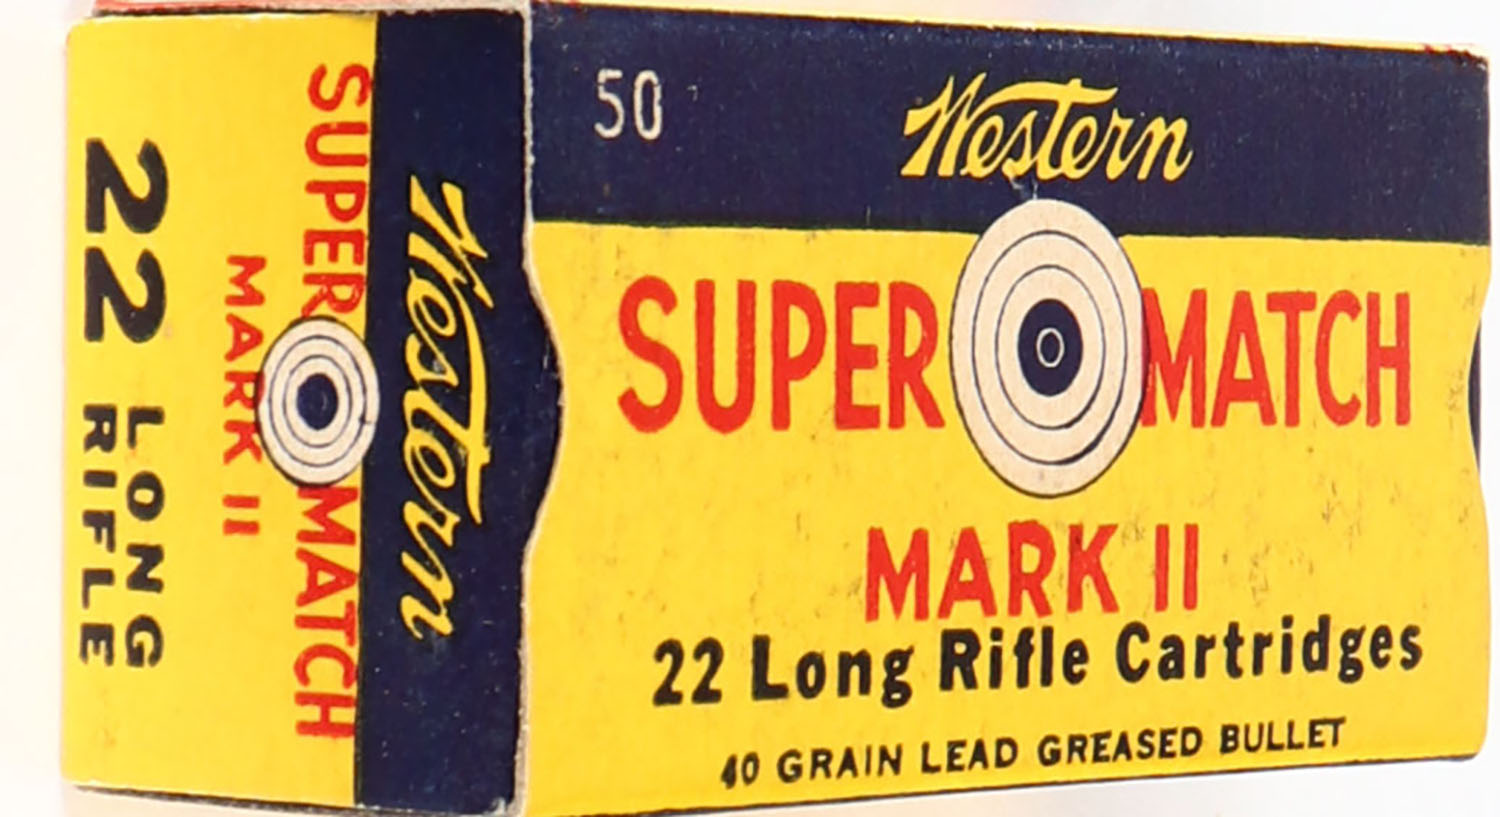 50
Western
SUPER MATCH
MARK II
22 Long Rifle Cartridges
40 GRAIN LEAD GREASED BULLET
Western
SUPER MATCH
MARK II
22 LONG
RIFLE